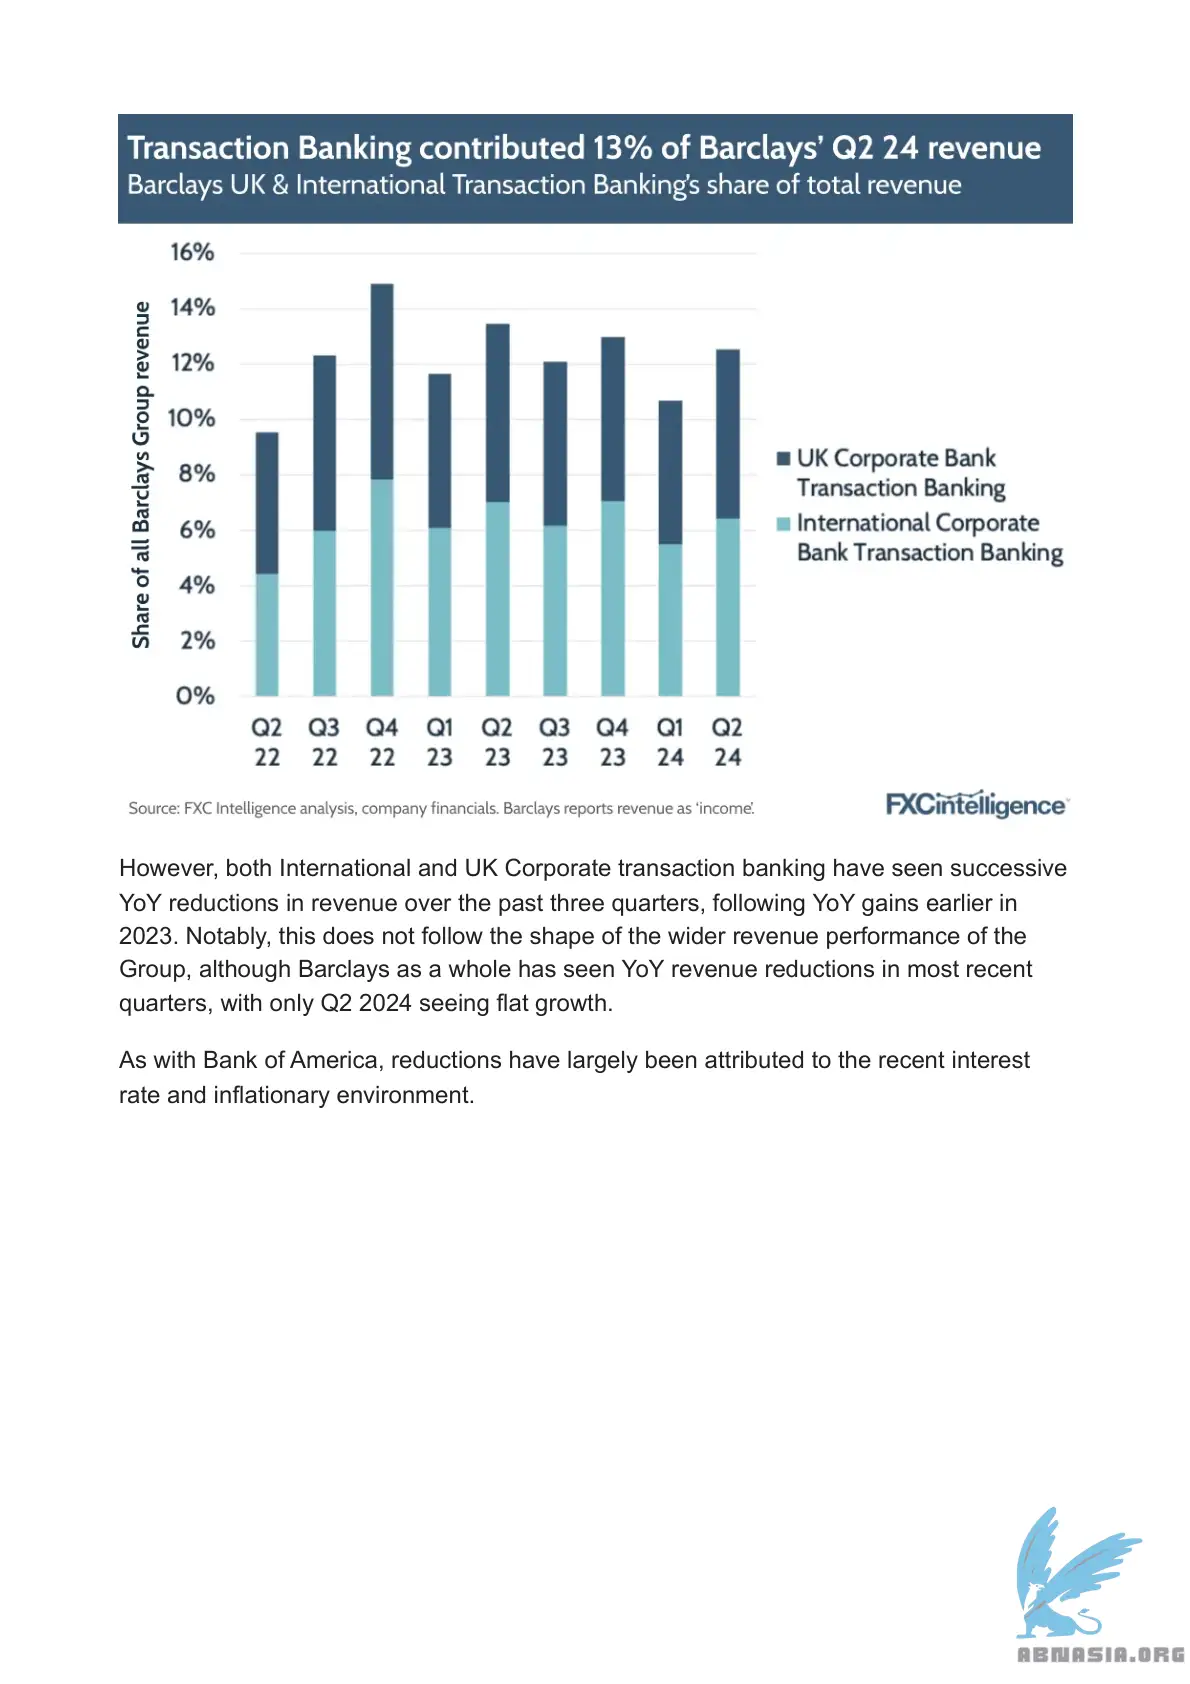 Transaction Banking contributed 13% of Barclays’ Q2 24 revenue
Barclays UK & International Transaction Banking’s share of total revenue
Share of all Barclays Group revenue
16%
14%
12%
10%
8%
6%
4%
2%
0%
Q2 Q3 Q4 Q1 Q2 Q3 Q4 Q1 Q2
22 22 22 23 23 23 23 24 24
UK Corporate Bank
Transaction Banking
International Corporate
Bank Transaction Banking
Source: FXC Intelligence analysis, company financials. Barclays reports revenue as ‘income’.
FXCintelligence™
However, both International and UK Corporate transaction banking have seen successive
YoY reductions in revenue over the past three quarters, following YoY gains earlier in
2023. Notably, this does not follow the shape of the wider revenue performance of the
Group, although Barclays as a whole has seen YoY revenue reductions in most recent
quarters, with only Q2 2024 seeing flat growth.
As with Bank of America, reductions have largely been attributed to the recent interest
rate and inflationary environment.
ABNASIA.ORG